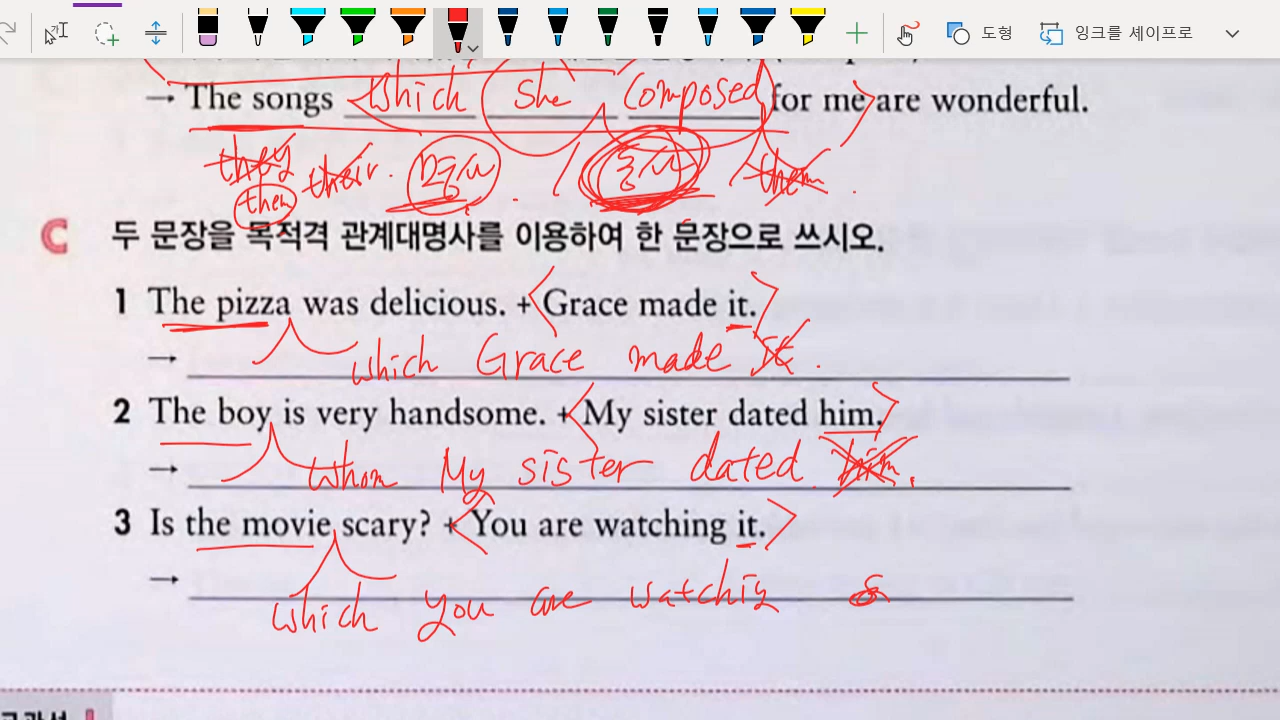 도형 잉크를 셰이프로
→ The songs which she composed for me are wonderful.
they their 명사 / 동사 / them
them
C 두 문장을 목적격 관계대명사를 이용하여 한 문장으로 쓰시오.
1 The pizza was delicious. + Grace made it.
→ which Grace made it.
2 The boy is very handsome. + My sister dated him.
→ whom My sister dated him.
3 Is the movie scary? + You are watching it.
→ which you are watching